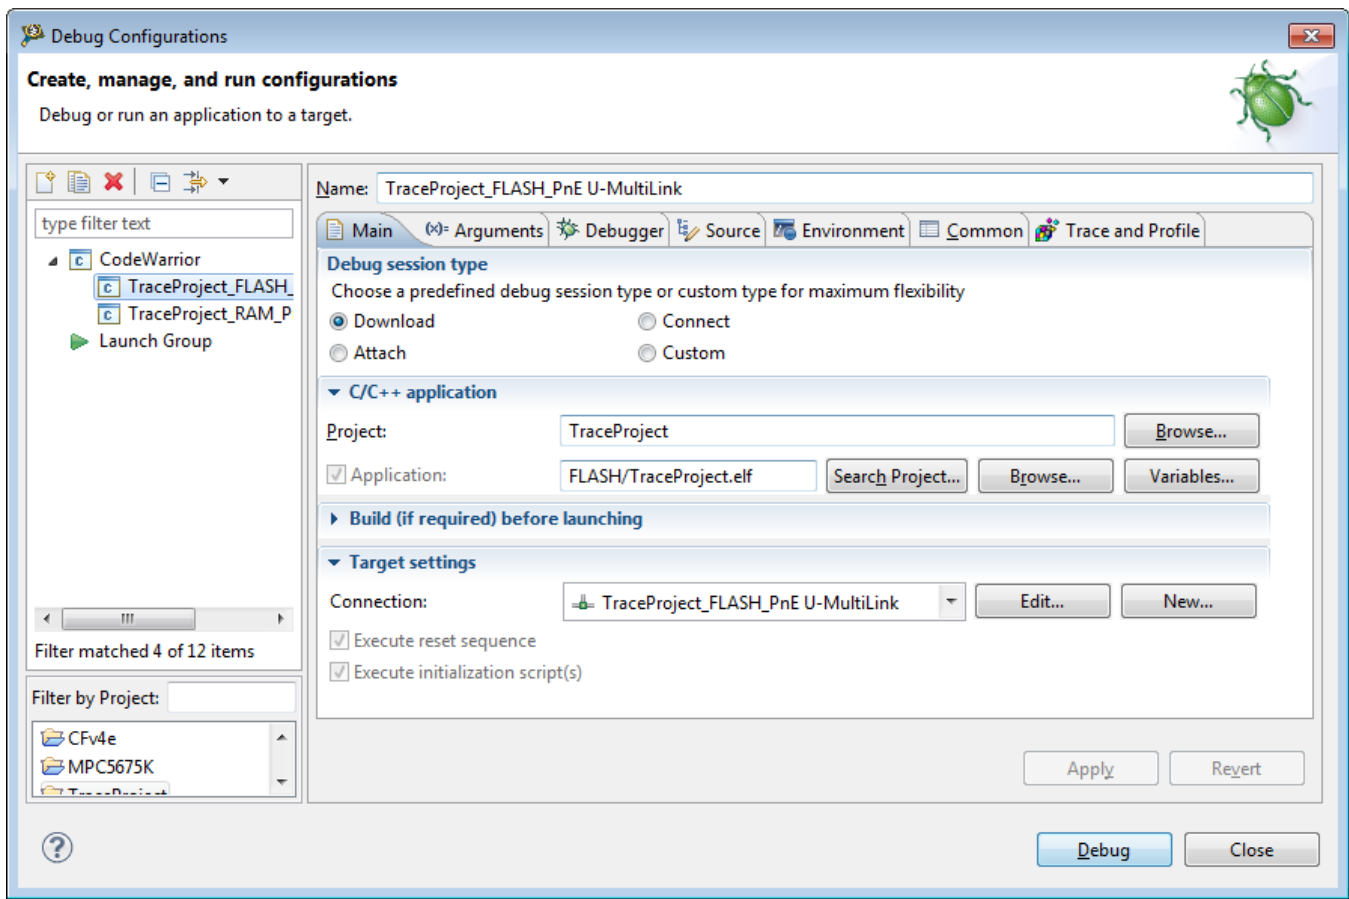 Debug Configurations
Create, manage, and run configurations
Debug or run an application to a target.
type filter text
CodeWarrior
TraceProject_FLASH_
TraceProject_RAM_P
Launch Group
Filter matched 4 of 12 items
Filter by Project:
CFv4e
MPC5675K
TraceProject
Name: TraceProject_FLASH_PnE U-MultiLink
Main (x)= Arguments Debugger Source Environment Common Trace and Profile
Debug session type
Choose a predefined debug session type or custom type for maximum flexibility
Download Connect
Attach Custom
C/C++ application
Project: TraceProject Browse...
Application: FLASH/TraceProject.elf Search Project... Browse... Variables...
Build (if required) before launching
Target settings
Connection: TraceProject_FLASH_PnE U-MultiLink Edit... New...
Execute reset sequence
Execute initialization script(s)
Apply Revert
? Debug Close